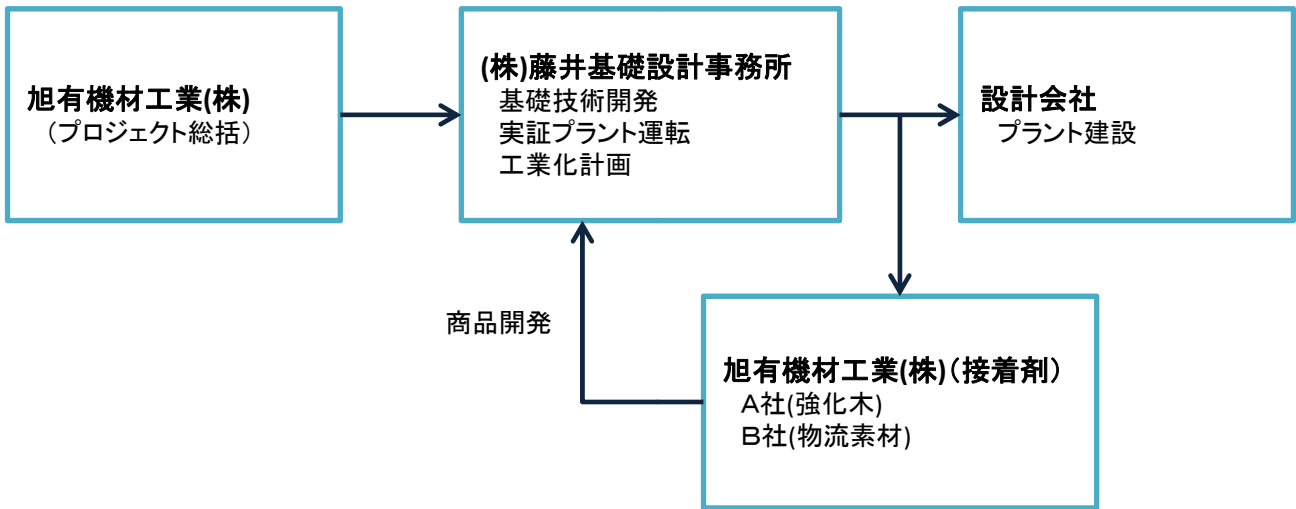 旭有機材工業(株)
（プロジェクト総括）
(株)藤井基礎設計事務所
基礎技術開発
実証プラント運転
工業化計画
設計会社
プラント建設
商品開発
旭有機材工業(株)（接着剤）
Ａ社(強化木)
Ｂ社(物流素材)